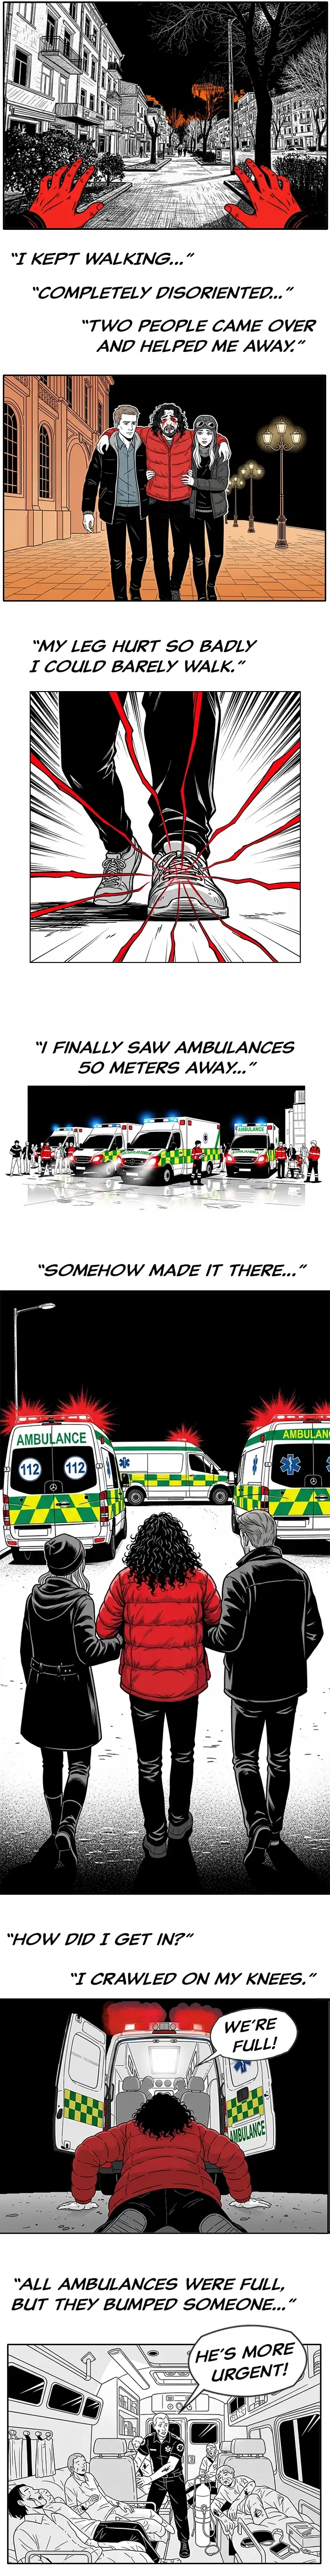 "I KEPT WALKING..."
"COMPLETELY DISORIENTED..."
"TWO PEOPLE CAME OVER
AND HELPED ME AWAY."
"MY LEG HURT SO BADLY
I COULD BARELY WALK."
"I FINALLY SAW AMBULANCES
50 METERS AWAY..."
AMBULANCE
AMBULANCE
"SOMEHOW MADE IT THERE..."
AMBULANCE
112
112
AMBULAN
"HOW DID I GET IN?"
"I CRAWLED ON MY KNEES."
WE'RE
FULL!
AMBULANCE
"ALL AMBULANCES WERE FULL,
BUT THEY BUMPED SOMEONE..."
HE'S MORE
URGENT!